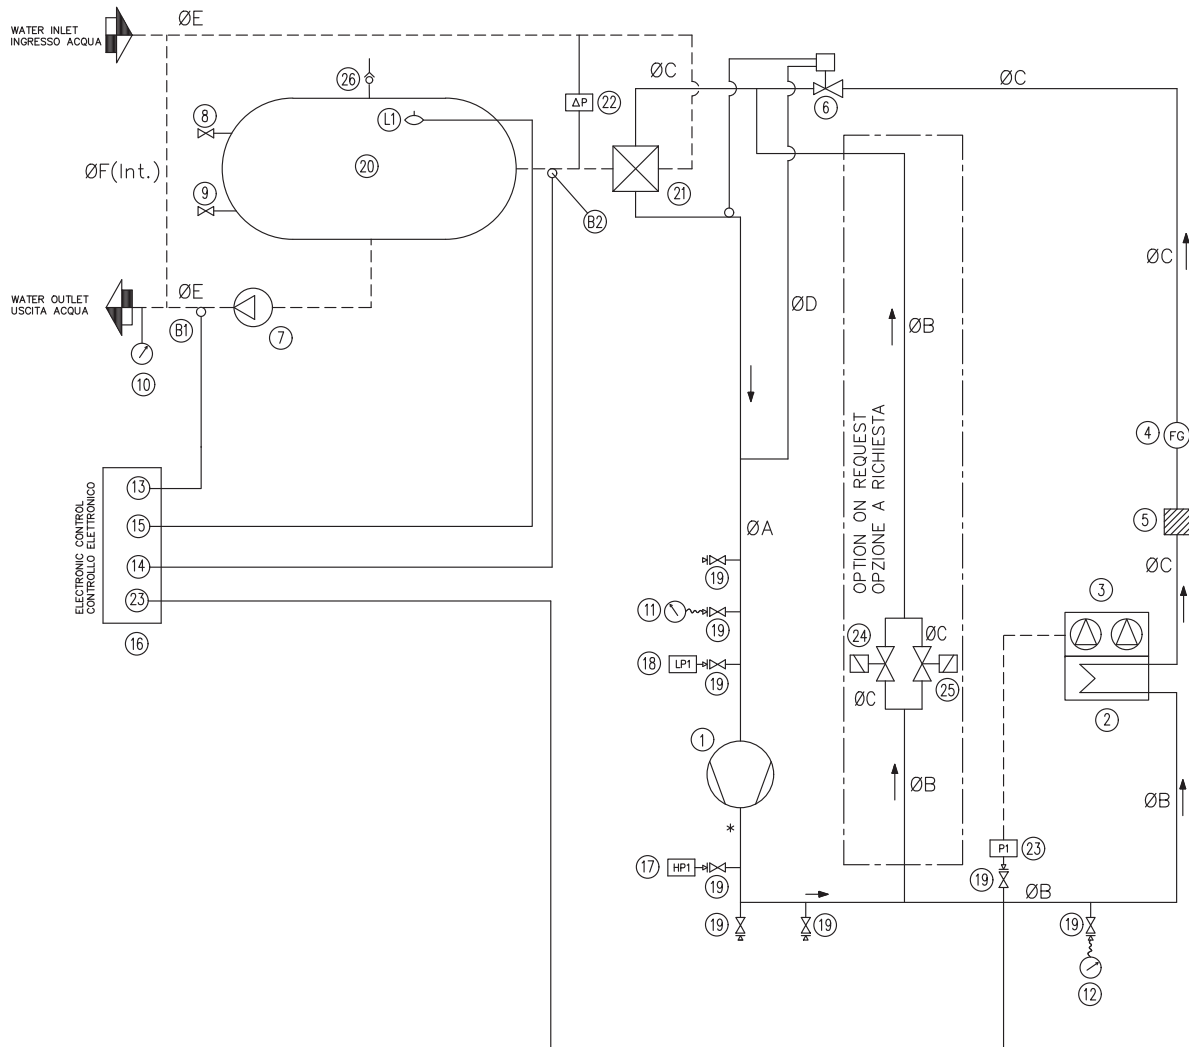 WATER INLET
INGRESSO ACQUA
ØE
26
8
L1
ΔP
22
ØC
6
ØC
20
ØF(Int.)
9
21
B2
ØC
WATER OUTLET
USCITA ACQUA
ØE
B1
7
10
ØD
ØB
4
FG
OPTION ON REQUEST
OPZIONE A RICHIESTA
ELECTRONIC CONTROL
CONTROLLO ELETTRONICO
13
15
14
23
16
ØA
5
ØC
19
11
19
18
LP1
19
24
ØC
ØC
25
3
2
1
ØB
ØB
*
17
HP1
19
P1
23
19
ØB
19
19
19
12